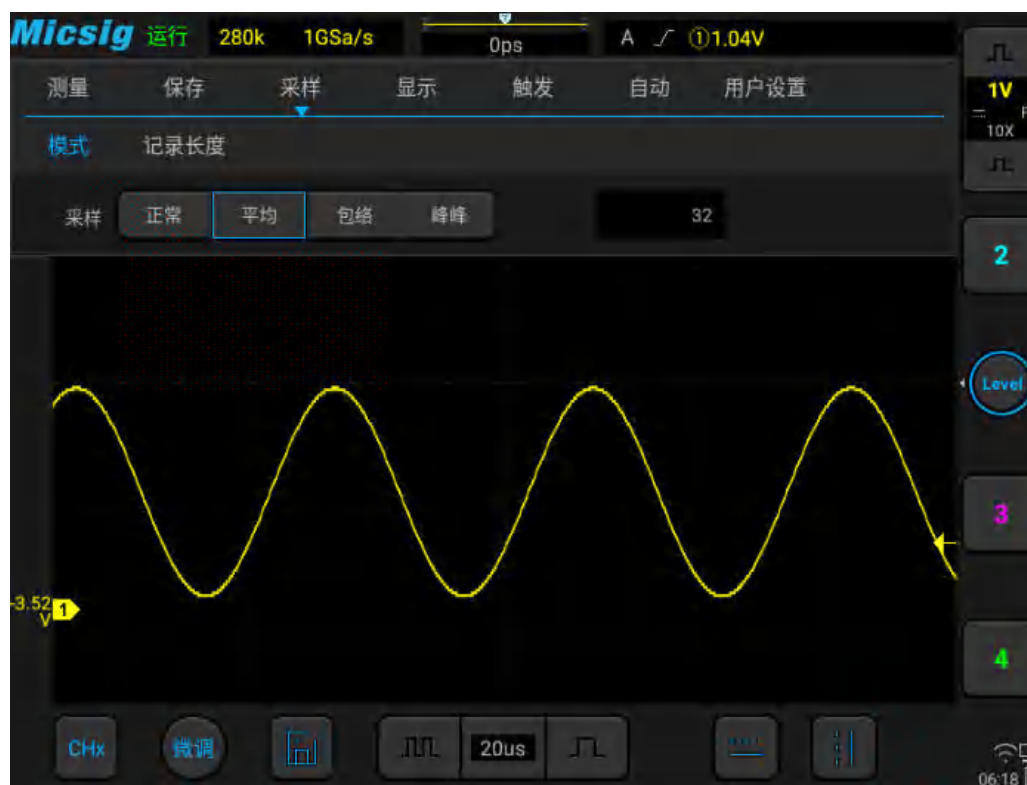 Micsig 运行 280k 1GSa/s 0ps A ①1.04V
测量 保存 采样 显示 触发 自动 用户设置
1V
10X
模式 记录长度
采样 正常 平均 包络 峰峰 32
2
Level
3
-3.52
V
1
4
CHx 微调 20us
06:18